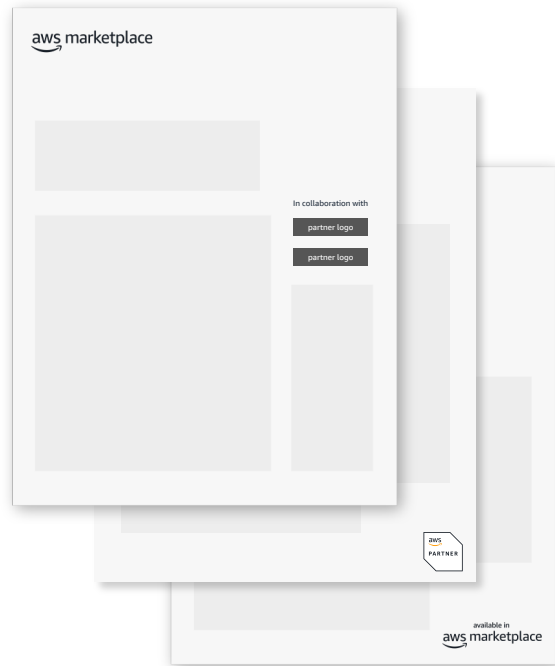 aws marketplace
In collaboration with
partner logo
partner logo
aws
PARTNER
available in
aws marketplace